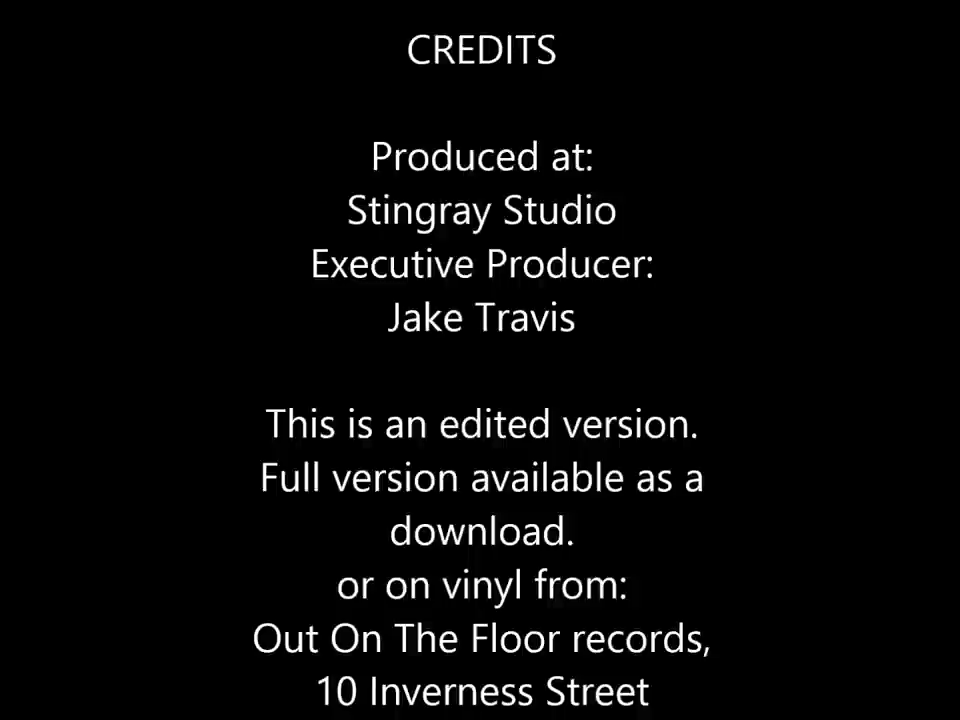 CREDITS
Produced at:
Stingray Studio
Executive Producer:
Jake Travis
This is an edited version.
Full version available as a
download.
or on vinyl from:
Out On The Floor records,
10 Inverness Street